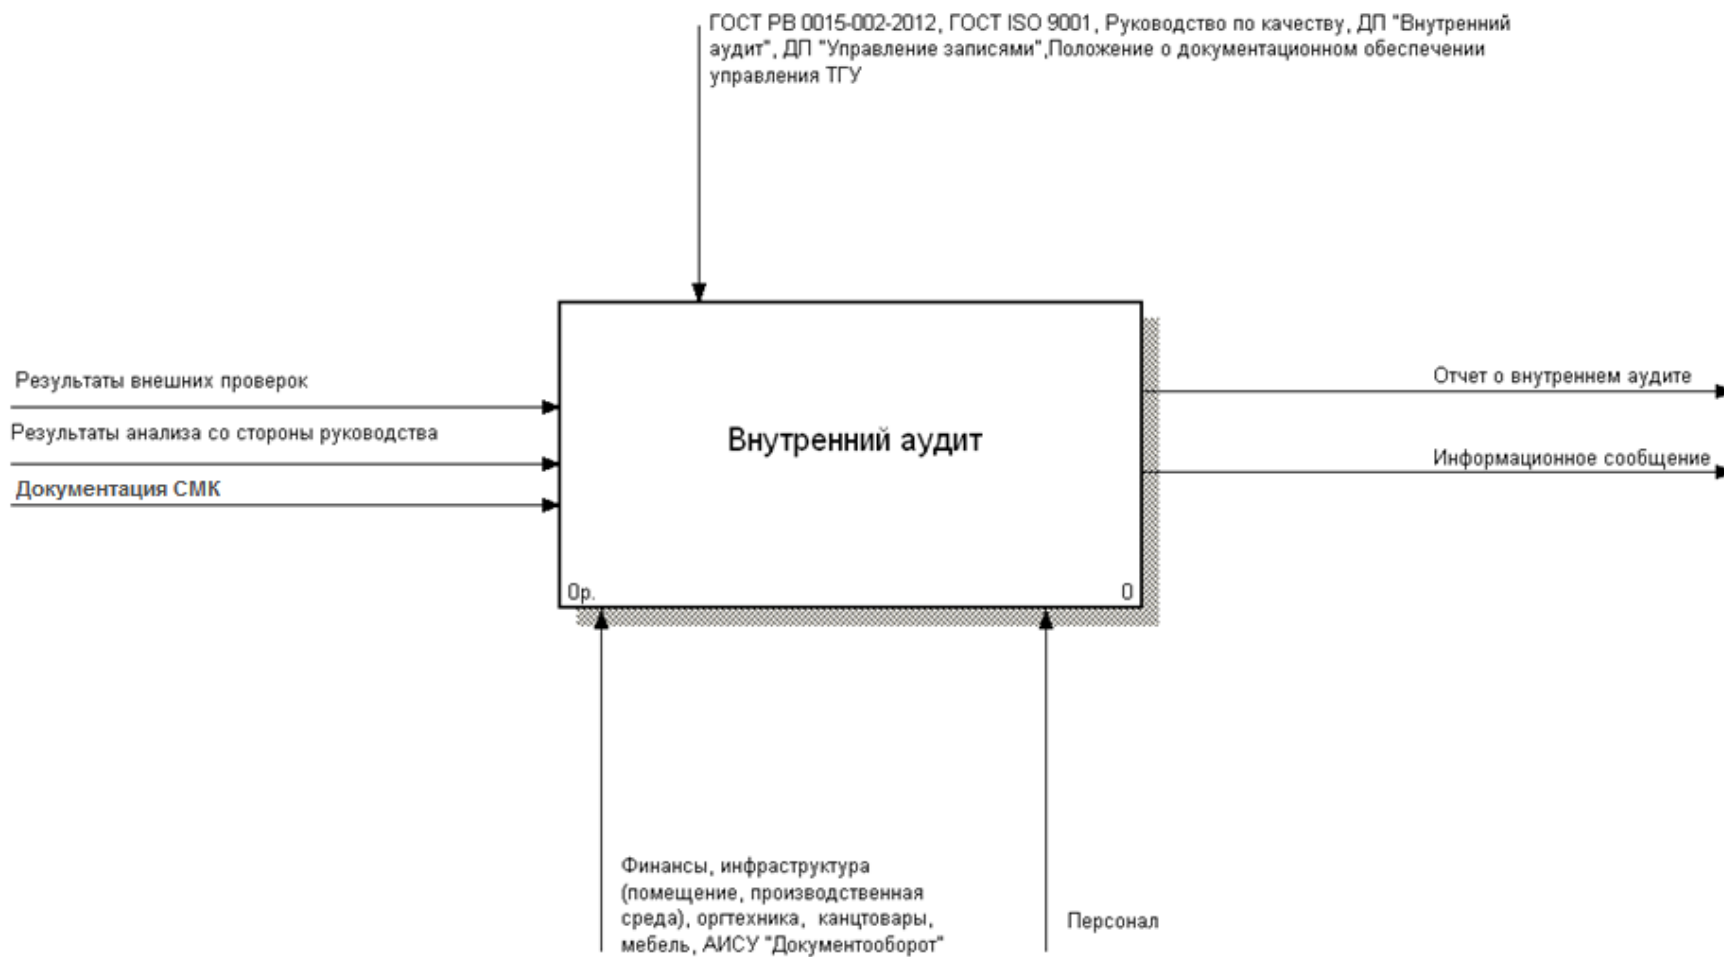 ГОСТ РВ 0015-002-2012, ГОСТ ISO 9001, Руководство по качеству, ДП "Внутренний
аудит", ДП "Управление записями",Положение о документационном обеспечении
управления ТГУ
Результаты внешних проверок
Результаты анализа со стороны руководства
Документация СМК
Внутренний аудит
0р.
0
Отчет о внутреннем аудите
Информационное сообщение
Финансы, инфраструктура
(помещение, производственная
среда), оргтехника, канцтовары,
мебель, АИСУ "Документооборот"
Персонал